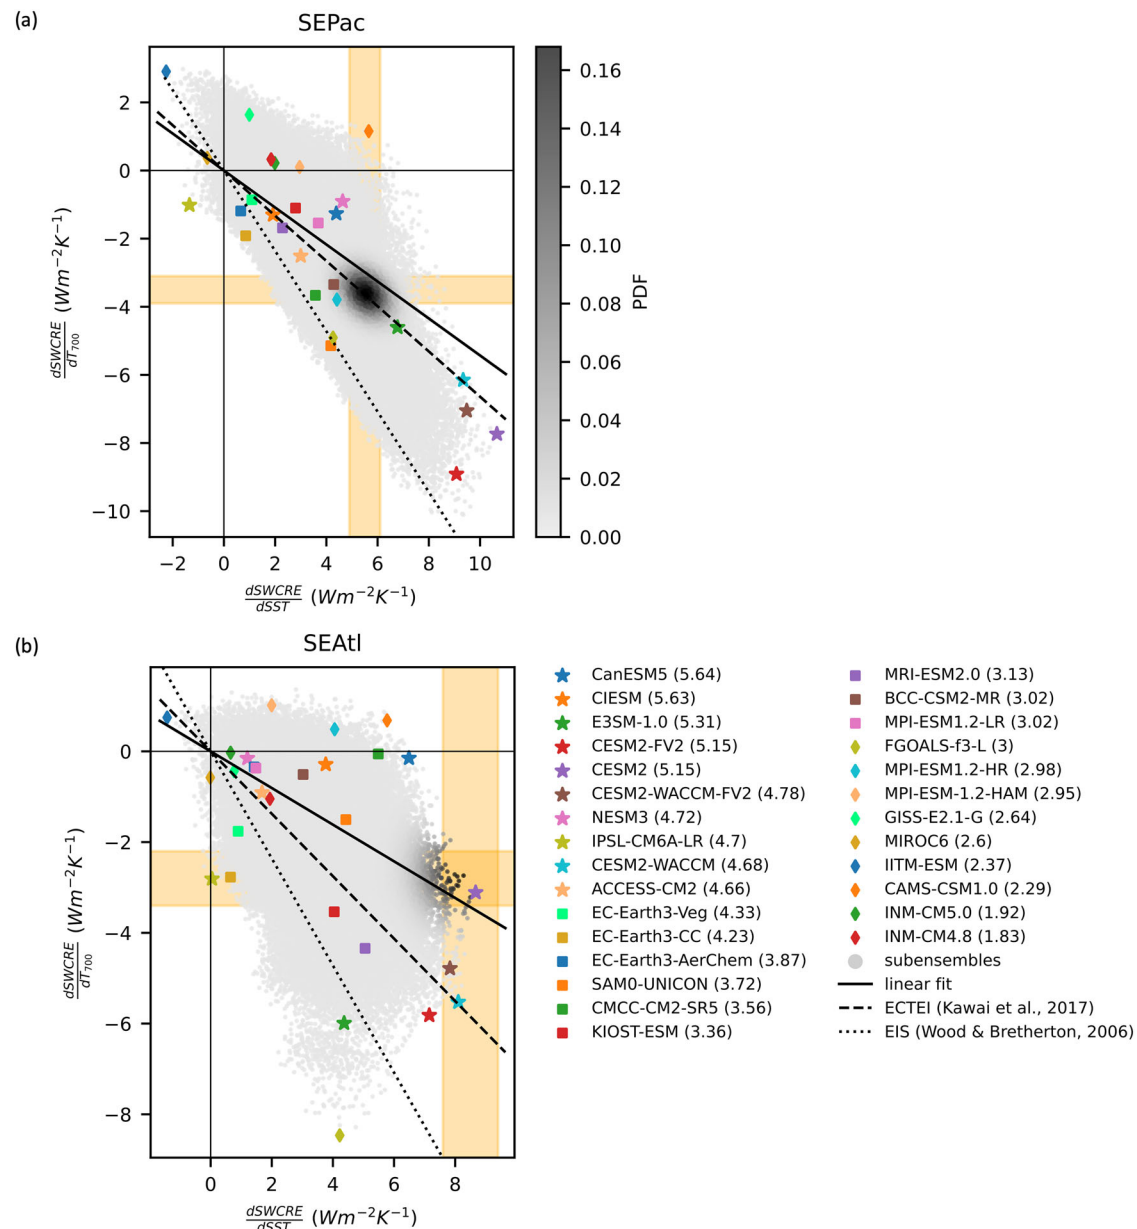 (a)
SEPac
2
0
−2
−4
−6
−8
−10
dSWCRE/dT700 (Wm−2K−1)
−2 0 2 4 6 8 10
dSWCRE/dSST (Wm−2K−1)
0.16
0.14
0.12
0.10
0.08
0.06
0.04
0.02
0.00
PDF
(b)
SEAtl
0
−2
−4
−6
−8
dSWCRE/dT700 (Wm−2K−1)
0 2 4 6 8
dSWCRE/dSST (Wm−2K−1)
CanESM5 (5.64)
CIESM (5.63)
E3SM-1.0 (5.31)
CESM2-FV2 (5.15)
CESM2 (5.15)
CESM2-WACCM-FV2 (4.78)
NESM3 (4.72)
IPSL-CM6A-LR (4.7)
CESM2-WACCM (4.68)
ACCESS-CM2 (4.66)
EC-Earth3-Veg (4.33)
EC-Earth3-CC (4.23)
EC-Earth3-AerChem (3.87)
SAM0-UNICON (3.72)
CMCC-CM2-SR5 (3.56)
KIOST-ESM (3.36)
MRI-ESM2.0 (3.13)
BCC-CSM2-MR (3.02)
MPI-ESM1.2-LR (3.02)
FGOALS-f3-L (3)
MPI-ESM1.2-HR (2.98)
MPI-ESM-1.2-HAM (2.95)
GISS-E2.1-G (2.64)
MIROC6 (2.6)
IITM-ESM (2.37)
CAMS-CSM1.0 (2.29)
INM-CM5.0 (1.92)
INM-CM4.8 (1.83)
subensembles
linear fit
ECTEI (Kawai et al., 2017)
EIS (Wood & Bretherton, 2006)